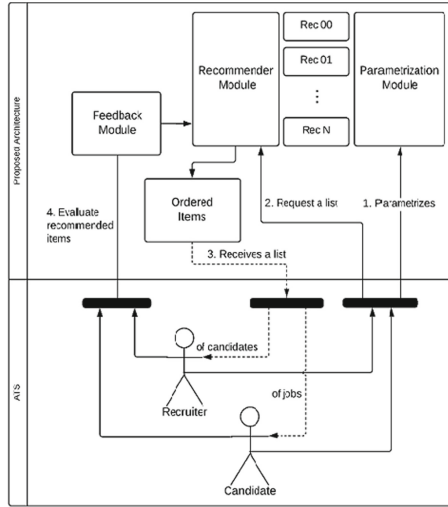 Proposed Architecture
Feedback
Module
Recommender
Module
Rec 00
Rec 01
Rec N
Parametrization
Module
Ordered
Items
4. Evaluate
recommended
items
2. Request a list
1. Parametrizes
3. Receives a list
ATS
of candidates
Recruiter
of jobs
Candidate